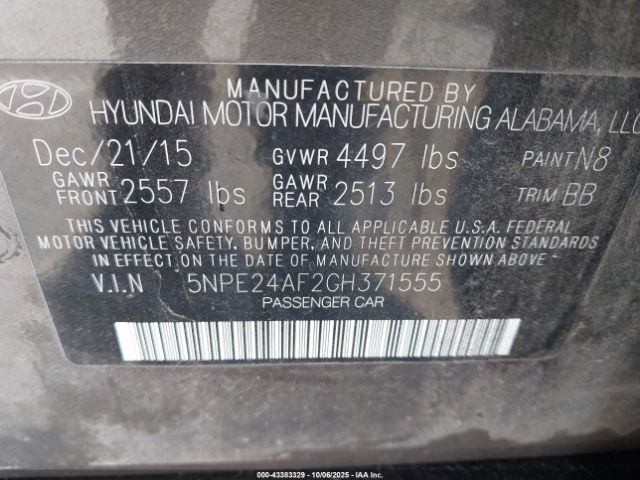 MANUFACTURED BY
HYUNDAI MOTOR MANUFACTURING ALABAMA, LLC
Dec/21/15 GVWR 4497 lbs PAINT N8
GAWR FRONT 2557 lbs GAWR REAR 2513 lbs TRIM BB
THIS VEHICLE CONFORMS TO ALL APPLICABLE U.S.A. FEDERAL
MOTOR VEHICLE SAFETY, BUMPER, AND THEFT PREVENTION STANDARDS
IN EFFECT ON THE DATE OF MANUFACTURE SHOWN ABOVE
V.I.N 5NPE24AF2GH371555
PASSENGER CAR
000-43383329 - 10/06/2025 - IAA Inc.